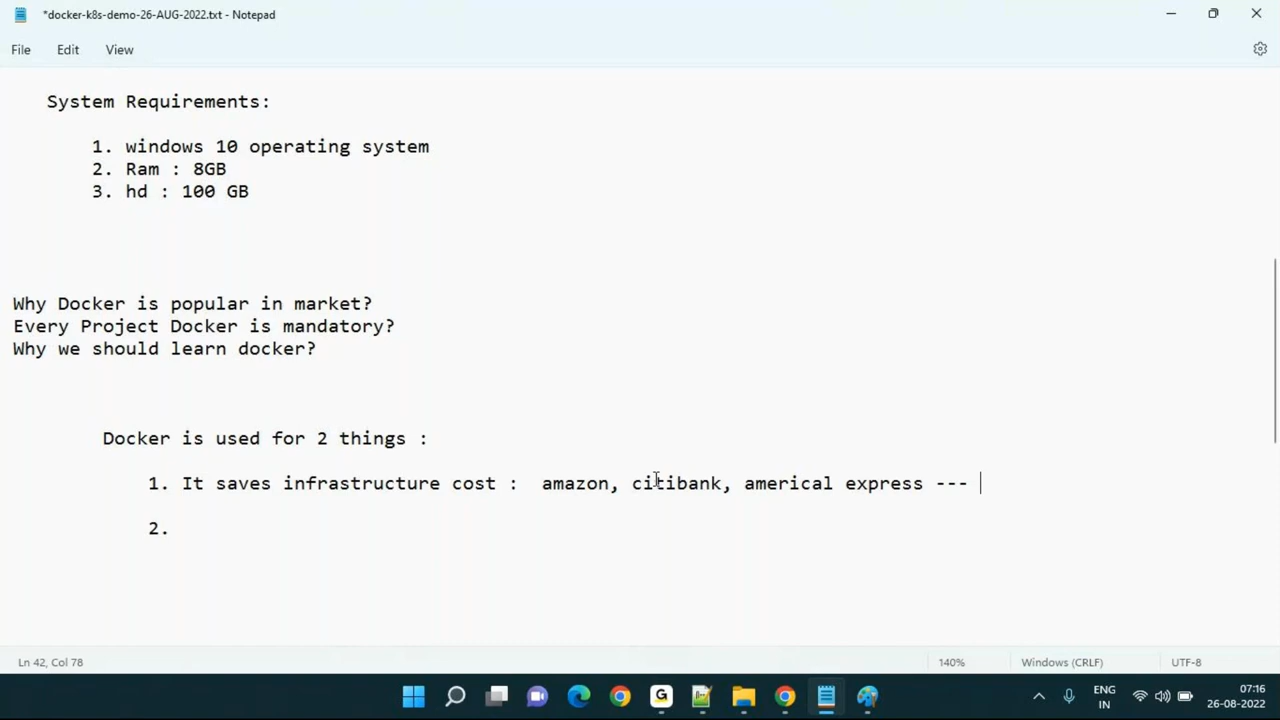 *docker-k8s-demo-26-AUG-2022.txt - Notepad
File Edit View
System Requirements:
1. windows 10 operating system
2. Ram : 8GB
3. hd : 100 GB
Why Docker is popular in market?
Every Project Docker is mandatory?
Why we should learn docker?
Docker is used for 2 things :
1. It saves infrastructure cost : amazon, citibank, americal express ---
2.
Ln 42, Col 78 140% Windows (CRLF) UTF-8
G
ENG
IN
07:16
26-08-2022